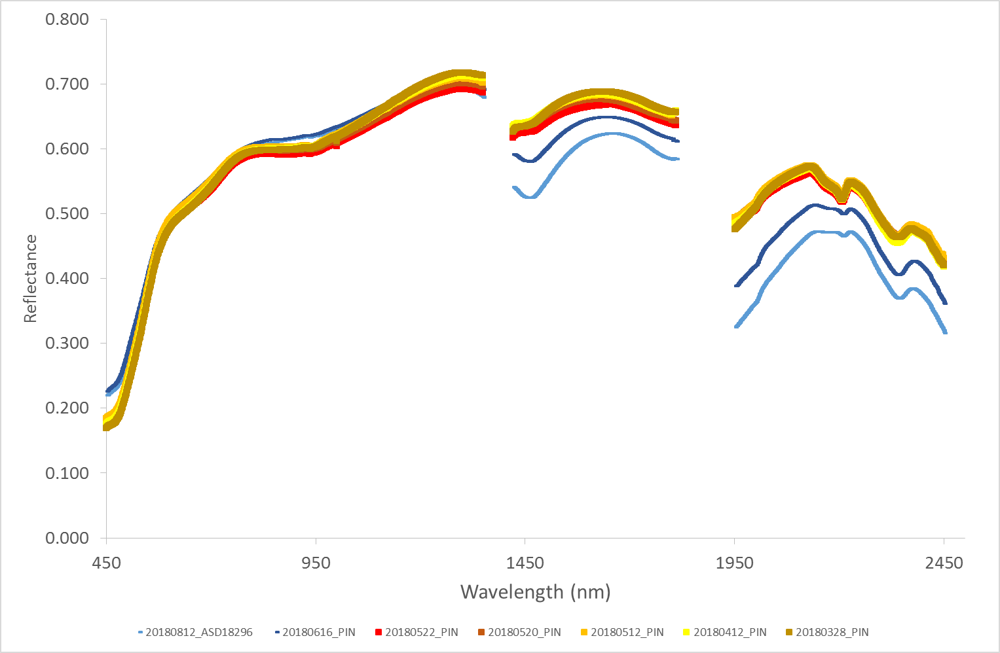 0.800
0.700
0.600
0.500
0.400
0.300
0.200
0.100
0.000
Reflectance
450 950 1450 1950 2450
Wavelength (nm)
20180812_ASD18296 20180616_PIN 20180522_PIN 20180520_PIN 20180512_PIN 20180412_PIN 20180328_PIN